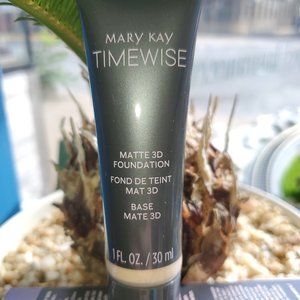 MARY KAY
TIMEWISE
MATTE 3D
FOUNDATION
FOND DE TEINT
MAT 3D
BASE
MATE 3D
1 FL. OZ. / 30 ml